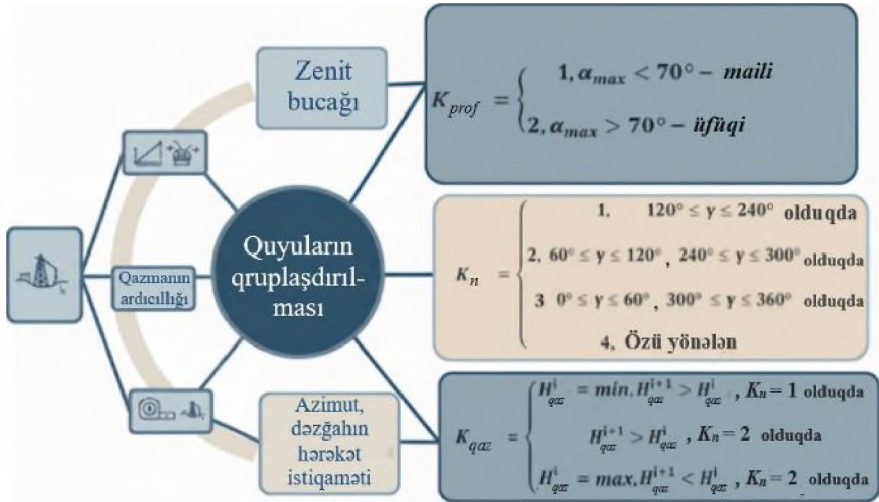 Zenit
bucağı
K_prof = { 1, α_max < 70° – maili
2, α_max > 70° – üfüqi
Quyuların
qruplaşdırıl-
ması
Qazmanın
ardıcıllığı
K_n = { 1. 120° ≤ γ ≤ 240° olduqda
2. 60° ≤ γ ≤ 120°, 240° ≤ γ ≤ 300° olduqda
3 0° ≤ γ ≤ 60°, 300° ≤ γ ≤ 360° olduqda
4, Özü yönələn
Azimut,
dəzgahın
hərəkət
istiqaməti
K_qaz = { H^i_qaz = min, H^{i+1}_qaz > H^i_qaz, K_n = 1 olduqda
H^{i+1}_qaz > H^i_qaz, K_n = 2 olduqda
H^i_qaz = max, H^{i+1}_qaz < H^i_qaz, K_n = 2 olduqda